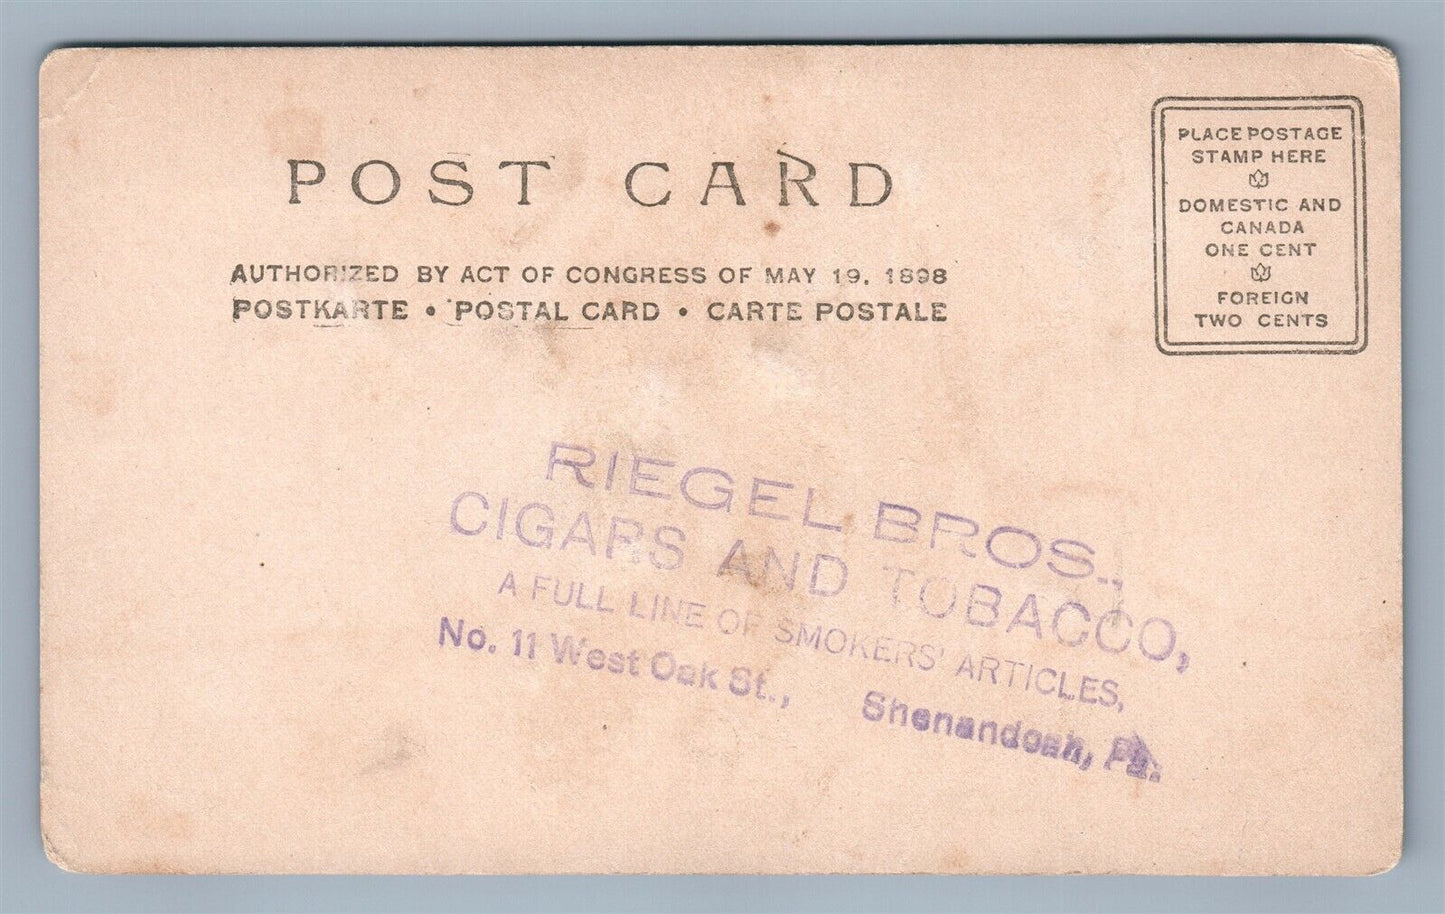 POST CARD
AUTHORIZED BY ACT OF CONGRESS OF MAY 19, 1898
POSTKARTE • POSTAL CARD • CARTE POSTALE
PLACE POSTAGE
STAMP HERE
DOMESTIC AND
CANADA
ONE CENT
FOREIGN
TWO CENTS
RIEGEL BROS.,
CIGARS AND TOBACCO,
A FULL LINE OF SMOKERS' ARTICLES,
No. 11 West Oak St., Shenandoah, Pa.